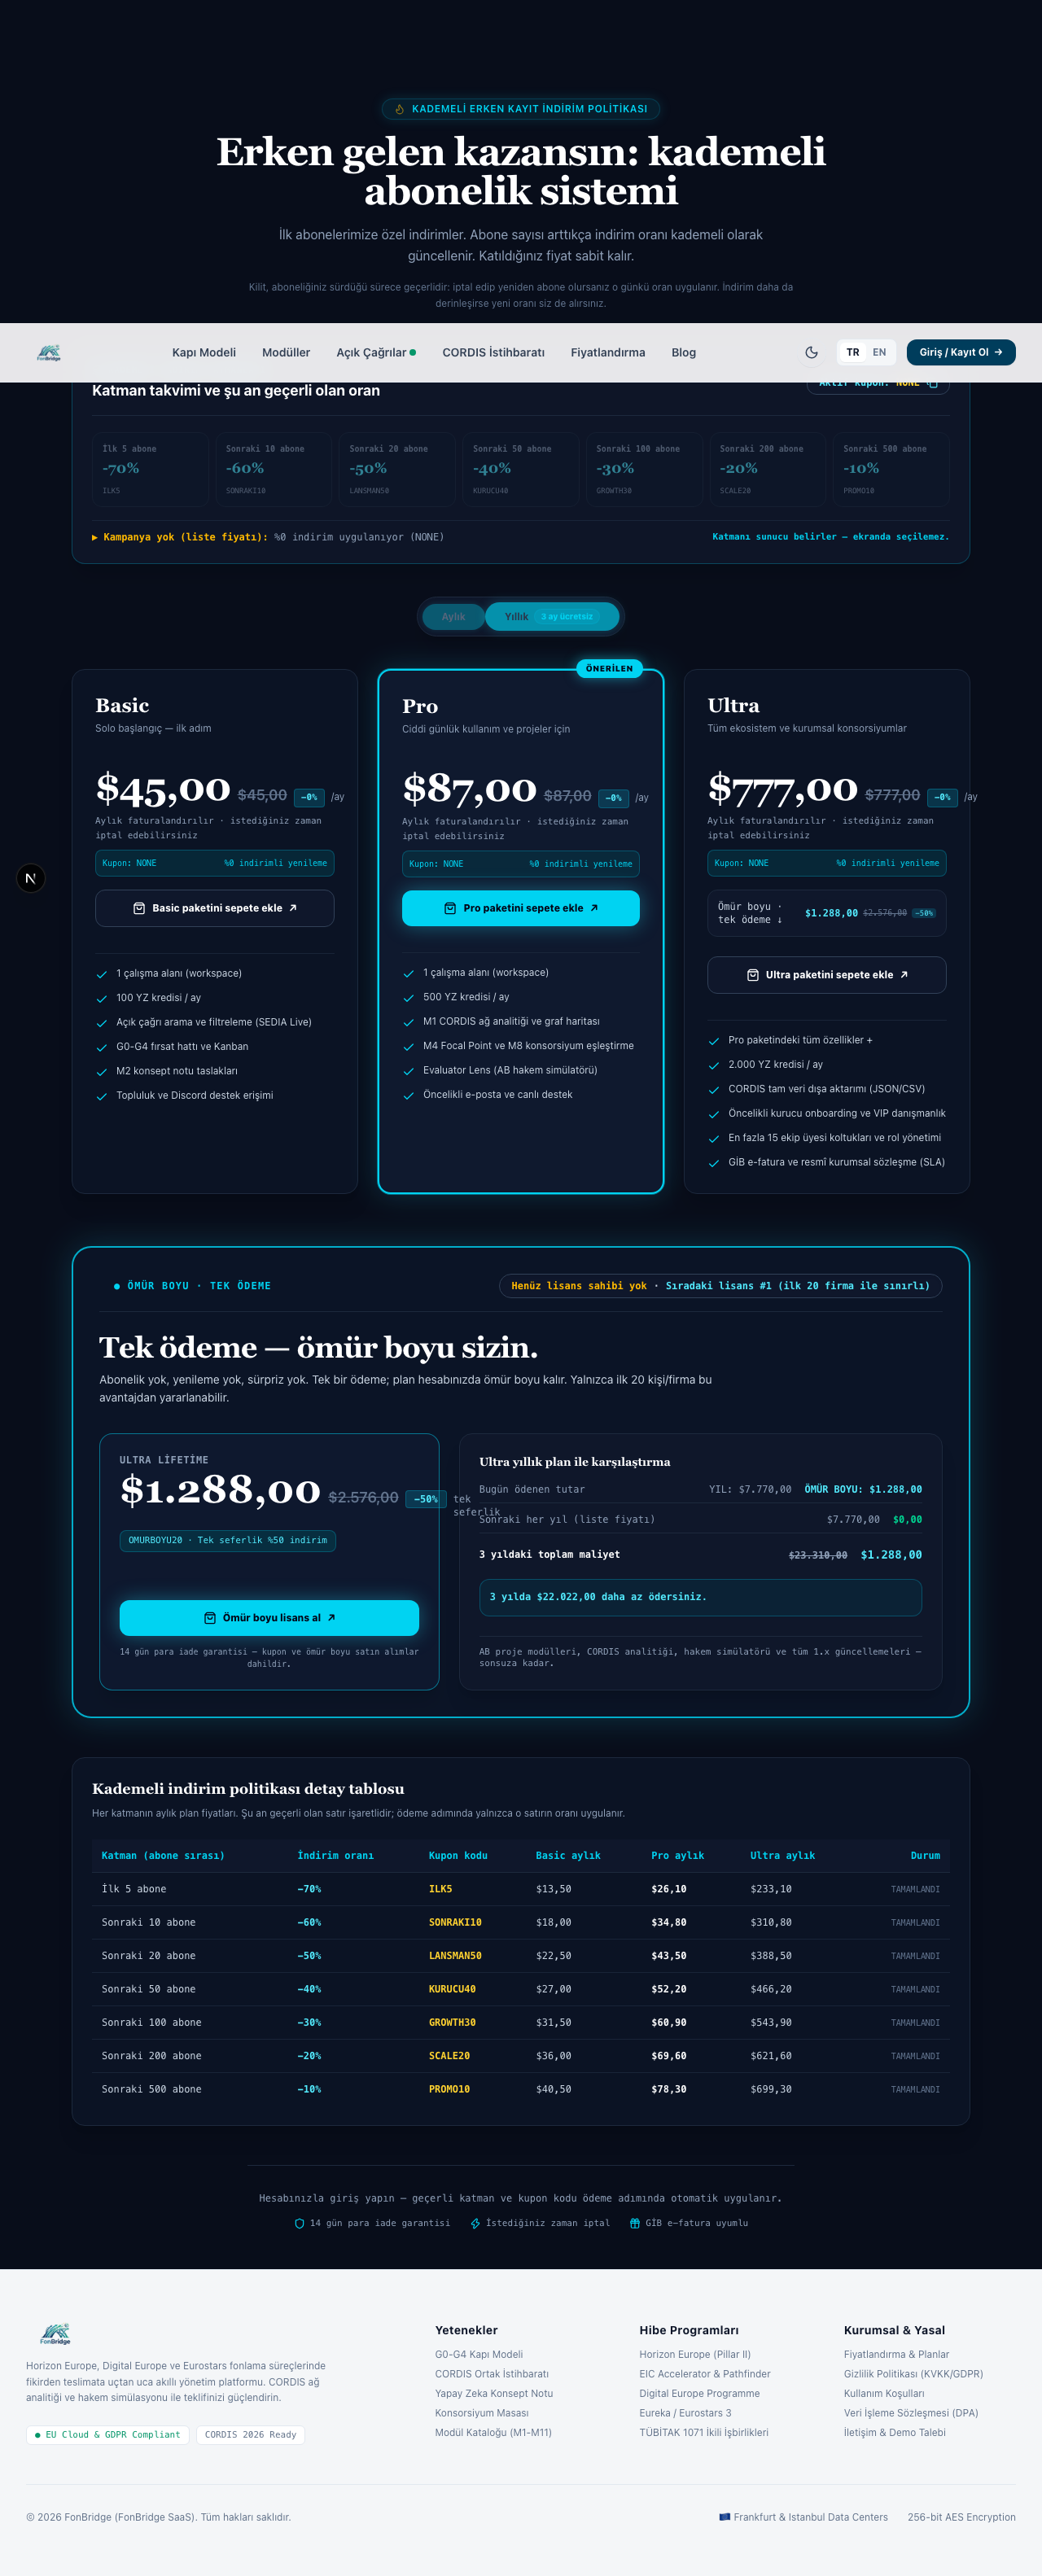 KADEMELİ ERKEN KAYIT İNDİRİM POLİTİKASI
Erken gelen kazansın: kademeli
abonelik sistemi
İlk abonelerimize özel indirimler. Abone sayısı arttıkça indirim oranı kademeli olarak
güncellenir. Katıldığınız fiyat sabit kalır.
Kilit, aboneliğiniz sürdüğü sürece geçerlidir: iptal edip yeniden abone olursanız o günkü oran uygulanır. İndirim daha da
derinleşirse yeni oranı siz de alırsınız.
FonBridge
Kapı Modeli
Modüller
Açık Çağrılar
CORDIS İstihbaratı
Fiyatlandırma
Blog
TR
EN
Giriş / Kayıt Ol →
Katman takvimi ve şu an geçerli olan oran
Aktif kupon: NONE
İlk 5 abone
-70%
ILK5
Sonraki 10 abone
-60%
SONRAKI10
Sonraki 20 abone
-50%
LANSMAN50
Sonraki 50 abone
-40%
KURUCU40
Sonraki 100 abone
-30%
GROWTH30
Sonraki 200 abone
-20%
SCALE20
Sonraki 500 abone
-10%
PROMO10
▶ Kampanya yok (liste fiyatı): %0 indirim uygulanıyor (NONE)
Katmanı sunucu belirler — ekranda seçilemez.
Aylık
Yıllık 3 ay ücretsiz
Basic
Solo başlangıç — ilk adım
$45,00 $45,00 −0% /ay
Aylık faturalandırılır · istediğiniz zaman
iptal edebilirsiniz
Kupon: NONE %0 indirimli yenileme
Basic paketini sepete ekle ↗
1 çalışma alanı (workspace)
100 YZ kredisi / ay
Açık çağrı arama ve filtreleme (SEDIA Live)
G0-G4 fırsat hattı ve Kanban
M2 konsept notu taslakları
Topluluk ve Discord destek erişimi
ÖNERİLEN
Pro
Ciddi günlük kullanım ve projeler için
$87,00 $87,00 −0% /ay
Aylık faturalandırılır · istediğiniz zaman
iptal edebilirsiniz
Kupon: NONE %0 indirimli yenileme
Pro paketini sepete ekle ↗
1 çalışma alanı (workspace)
500 YZ kredisi / ay
M1 CORDIS ağ analitiği ve graf haritası
M4 Focal Point ve M8 konsorsiyum eşleştirme
Evaluator Lens (AB hakem simülatörü)
Öncelikli e-posta ve canlı destek
Ultra
Tüm ekosistem ve kurumsal konsorsiyumlar
$777,00 $777,00 −0% /ay
Aylık faturalandırılır · istediğiniz zaman
iptal edebilirsiniz
Kupon: NONE %0 indirimli yenileme
Ömür boyu ·
tek ödeme ↓
$1.288,00 $2.576,00 −50%
Ultra paketini sepete ekle ↗
Pro paketindeki tüm özellikler +
2.000 YZ kredisi / ay
CORDIS tam veri dışa aktarımı (JSON/CSV)
Öncelikli kurucu onboarding ve VIP danışmanlık
En fazla 15 ekip üyesi koltukları ve rol yönetimi
GİB e-fatura ve resmî kurumsal sözleşme (SLA)
● ÖMÜR BOYU · TEK ÖDEME
Henüz lisans sahibi yok · Sıradaki lisans #1 (ilk 20 firma ile sınırlı)
Tek ödeme — ömür boyu sizin.
Abonelik yok, yenileme yok, sürpriz yok. Tek bir ödeme; plan hesabınızda ömür boyu kalır. Yalnızca ilk 20 kişi/firma bu
avantajdan yararlanabilir.
ULTRA LİFETİME
$1.288,00 $2.576,00 −50% tek
seferlik
OMURBOYU20 · Tek seferlik %50 indirim
Ömür boyu lisans al ↗
14 gün para iade garantisi — kupon ve ömür boyu satın alımlar
dahildir.
Ultra yıllık plan ile karşılaştırma
Bugün ödenen tutar YIL: $7.770,00 ÖMÜR BOYU: $1.288,00
Sonraki her yıl (liste fiyatı) $7.770,00 $0,00
3 yıldaki toplam maliyet $23.310,00 $1.288,00
3 yılda $22.022,00 daha az ödersiniz.
AB proje modülleri, CORDIS analitiği, hakem simülatörü ve tüm 1.x güncellemeleri —
sonsuza kadar.
Kademeli indirim politikası detay tablosu
Her katmanın aylık plan fiyatları. Şu an geçerli olan satır işaretlidir; ödeme adımında yalnızca o satırın oranı uygulanır.
Katman (abone sırası) İndirim oranı Kupon kodu Basic aylık Pro aylık Ultra aylık Durum
İlk 5 abone −70% ILK5 $13,50 $26,10 $233,10 TAMAMLANDI
Sonraki 10 abone −60% SONRAKI10 $18,00 $34,80 $310,80 TAMAMLANDI
Sonraki 20 abone −50% LANSMAN50 $22,50 $43,50 $388,50 TAMAMLANDI
Sonraki 50 abone −40% KURUCU40 $27,00 $52,20 $466,20 TAMAMLANDI
Sonraki 100 abone −30% GROWTH30 $31,50 $60,90 $543,90 TAMAMLANDI
Sonraki 200 abone −20% SCALE20 $36,00 $69,60 $621,60 TAMAMLANDI
Sonraki 500 abone −10% PROMO10 $40,50 $78,30 $699,30 TAMAMLANDI
Hesabınızla giriş yapın — geçerli katman ve kupon kodu ödeme adımında otomatik uygulanır.
14 gün para iade garantisi
İstediğiniz zaman iptal
GİB e-fatura uyumlu
FonBridge
Horizon Europe, Digital Europe ve Eurostars fonlama süreçlerinde
fikirden teslimata uçtan uca akıllı yönetim platformu. CORDIS ağ
analitiği ve hakem simülasyonu ile teklifinizi güçlendirin.
● EU Cloud & GDPR Compliant
CORDIS 2026 Ready
Yetenekler
G0-G4 Kapı Modeli
CORDIS Ortak İstihbaratı
Yapay Zeka Konsept Notu
Konsorsiyum Masası
Modül Kataloğu (M1-M11)
Hibe Programları
Horizon Europe (Pillar II)
EIC Accelerator & Pathfinder
Digital Europe Programme
Eureka / Eurostars 3
TÜBİTAK 1071 İkili İşbirlikleri
Kurumsal & Yasal
Fiyatlandırma & Planlar
Gizlilik Politikası (KVKK/GDPR)
Kullanım Koşulları
Veri İşleme Sözleşmesi (DPA)
İletişim & Demo Talebi
© 2026 FonBridge (FonBridge SaaS). Tüm hakları saklıdır.
Frankfurt & Istanbul Data Centers
256-bit AES Encryption